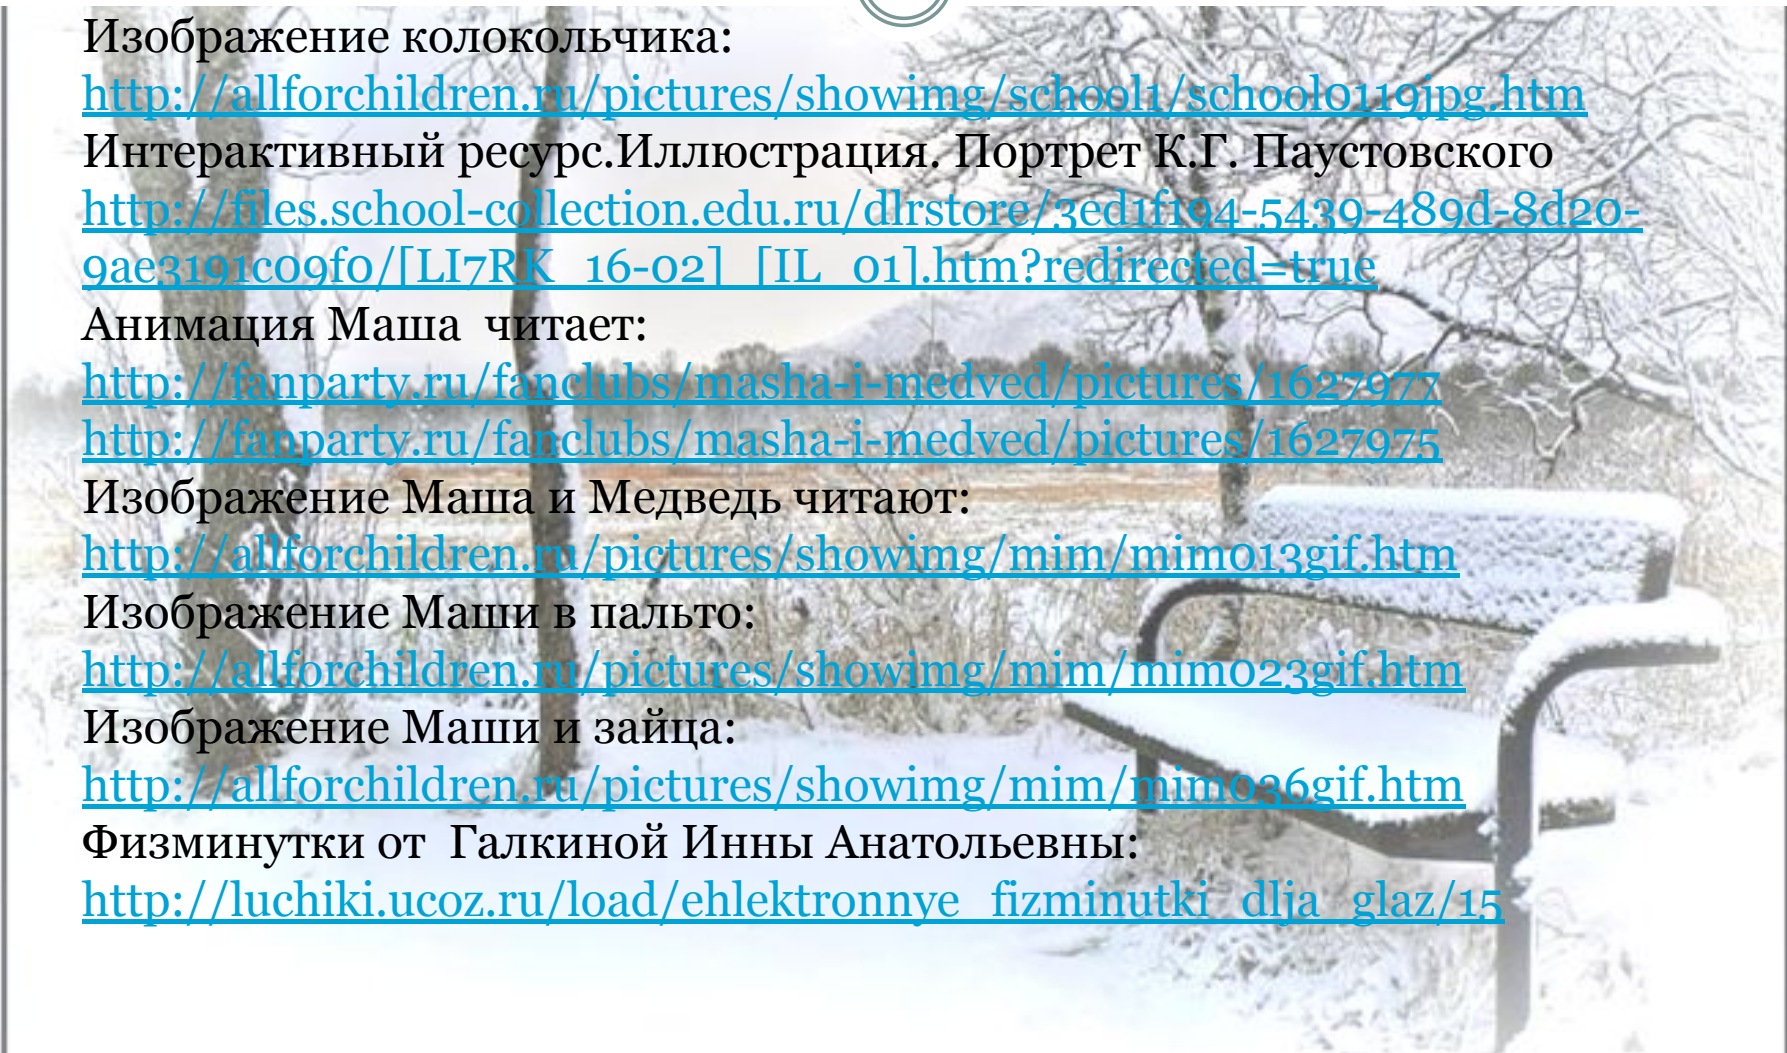 Изображение колокольчика:
http://allforchildren.ru/pictures/showimg/school1/school0119jpg.htm
Интерактивный ресурс.Иллюстрация. Портрет К.Г. Паустовского
http://files.school-collection.edu.ru/dlrstore/3ed1f194-5439-489d-8d20-
9ae3191c09f0/[LI7RK_16-02]_[IL_01].htm?redirected=true
Анимация Маша  читает:
http://fanparty.ru/fanclubs/masha-i-medved/pictures/1627977
http://fanparty.ru/fanclubs/masha-i-medved/pictures/1627975
Изображение Маша и Медведь читают:
http://allforchildren.ru/pictures/showimg/mim/mim013gif.htm
Изображение Маши в пальто:
http://allforchildren.ru/pictures/showimg/mim/mim023gif.htm
Изображение Маши и зайца:
http://allforchildren.ru/pictures/showimg/mim/mim036gif.htm
Физминутки от  Галкиной Инны Анатольевны:
http://luchiki.ucoz.ru/load/ehlektronnye_fizminutki_dlja_glaz/15